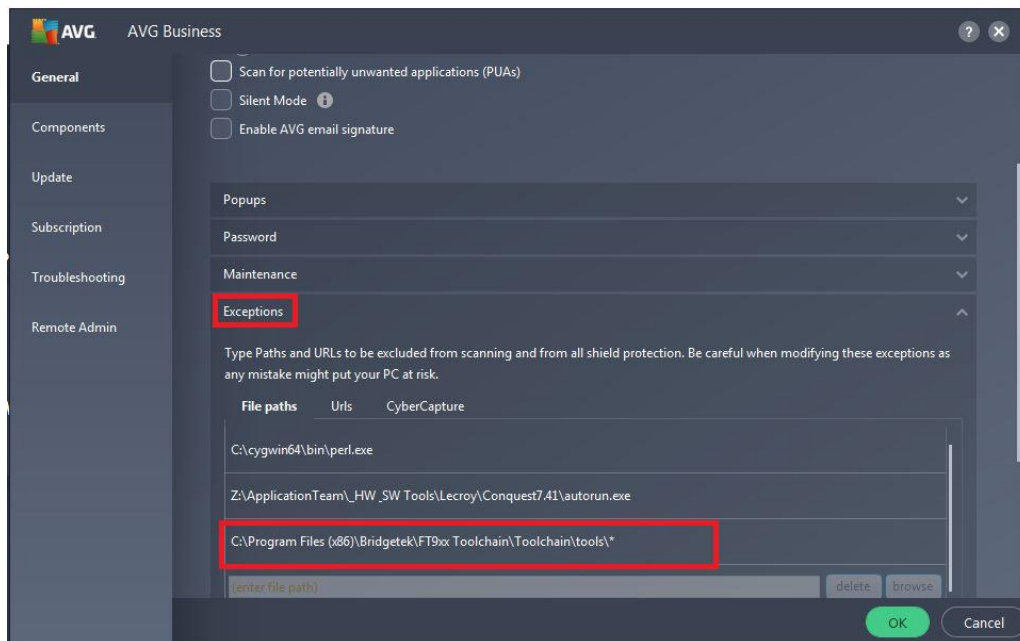 AVG AVG Business ?
General
Scan for potentially unwanted applications (PUAs)
Silent Mode i
Enable AVG email signature
Components
Update
Subscription
Troubleshooting
Remote Admin
Popups
Password
Maintenance
Exceptions
Type Paths and URLs to be excluded from scanning and from all shield protection. Be careful when modifying these exceptions as
any mistake might put your PC at risk.
File paths Urls CyberCapture
C:\cygwin64\bin\perl.exe
Z:\ApplicationTeam\_HW_SW Tools\Lecroy\Conquest7.41\autorun.exe
C:\Program Files (x86)\Bridgetek\FT9xx Toolchain\Toolchain\tools\*
(enter file path) delete browse
OK Cancel